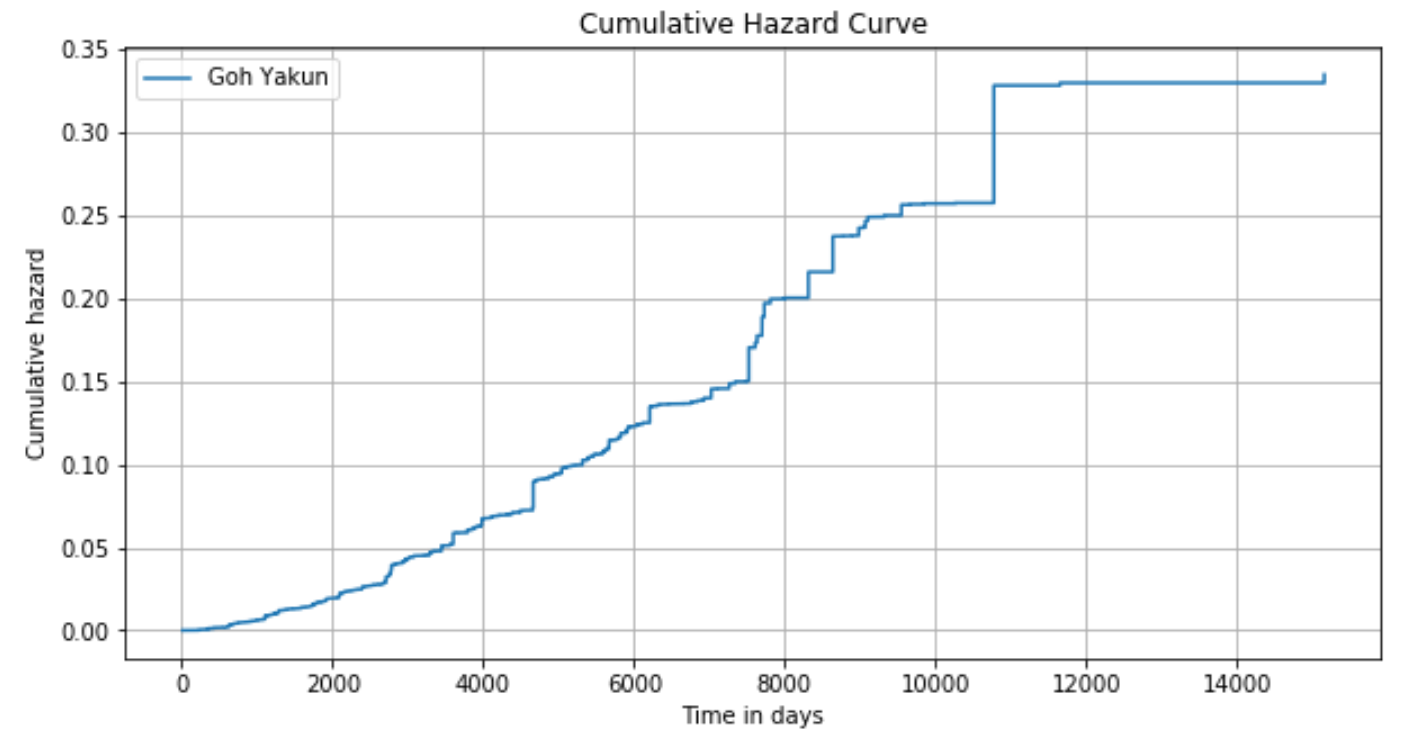 Cumulative Hazard Curve
Goh Yakun
0.35
0.30
0.25
0.20
0.15
0.10
0.05
0.00
Cumulative hazard
0 2000 4000 6000 8000 10000 12000 14000
Time in days